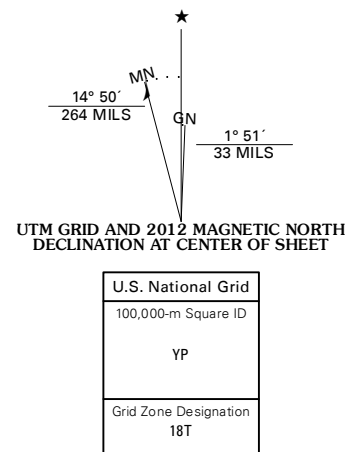 ★
MN
14° 50´
264 MILS
GN
1° 51´
33 MILS
UTM GRID AND 2012 MAGNETIC NORTH
DECLINATION AT CENTER OF SHEET
U.S. National Grid
100,000-m Square ID
YP
Grid Zone Designation
18T